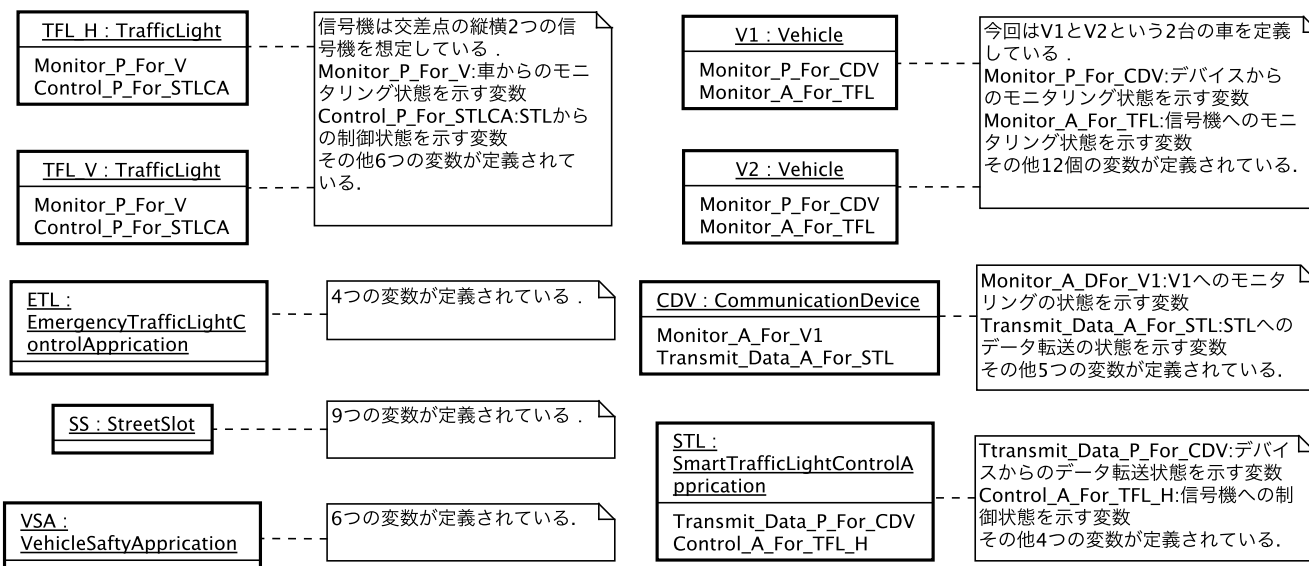 TFL_H : TrafficLight
Monitor_P_For_V
Control_P_For_STLCA
信号機は交差点の縦横2つの信
号機を想定している．
Monitor_P_For_V:車からのモニ
タリング状態を示す変数
Control_P_For_STLCA:STLから
の制御状態を示す変数
その他6つの変数が定義されて
いる.
TFL_V : TrafficLight
Monitor_P_For_V
Control_P_For_STLCA
V1 : Vehicle
Monitor_P_For_CDV
Monitor_A_For_TFL
今回はV1とV2という2台の車を定義
している．
Monitor_P_For_CDV:デバイスから
のモニタリング状態を示す変数
Monitor_A_For_TFL:信号機へのモニ
タリング状態を示す変数
その他12個の変数が定義されている.
V2 : Vehicle
Monitor_P_For_CDV
Monitor_A_For_TFL
ETL :
EmergencyTrafficLightC
ontrolApprication
4つの変数が定義されている．
CDV : CommunicationDevice
Monitor_A_For_V1
Transmit_Data_A_For_STL
Monitor_A_DFor_V1:V1へのモニタ
リングの状態を示す変数
Transmit_Data_A_For_STL:STLへの
データ転送の状態を示す変数
その他5つの変数が定義されている.
SS : StreetSlot
9つの変数が定義されている．
STL :
SmartTrafficLightControlA
pprication
Transmit_Data_P_For_CDV
Control_A_For_TFL_H
Ttransmit_Data_P_For_CDV:デバイ
スからのデータ転送状態を示す変数
Control_A_For_TFL_H:信号機への制
御状態を示す変数
その他4つの変数が定義されている.
VSA :
VehicleSaftyApprication
6つの変数が定義されている.